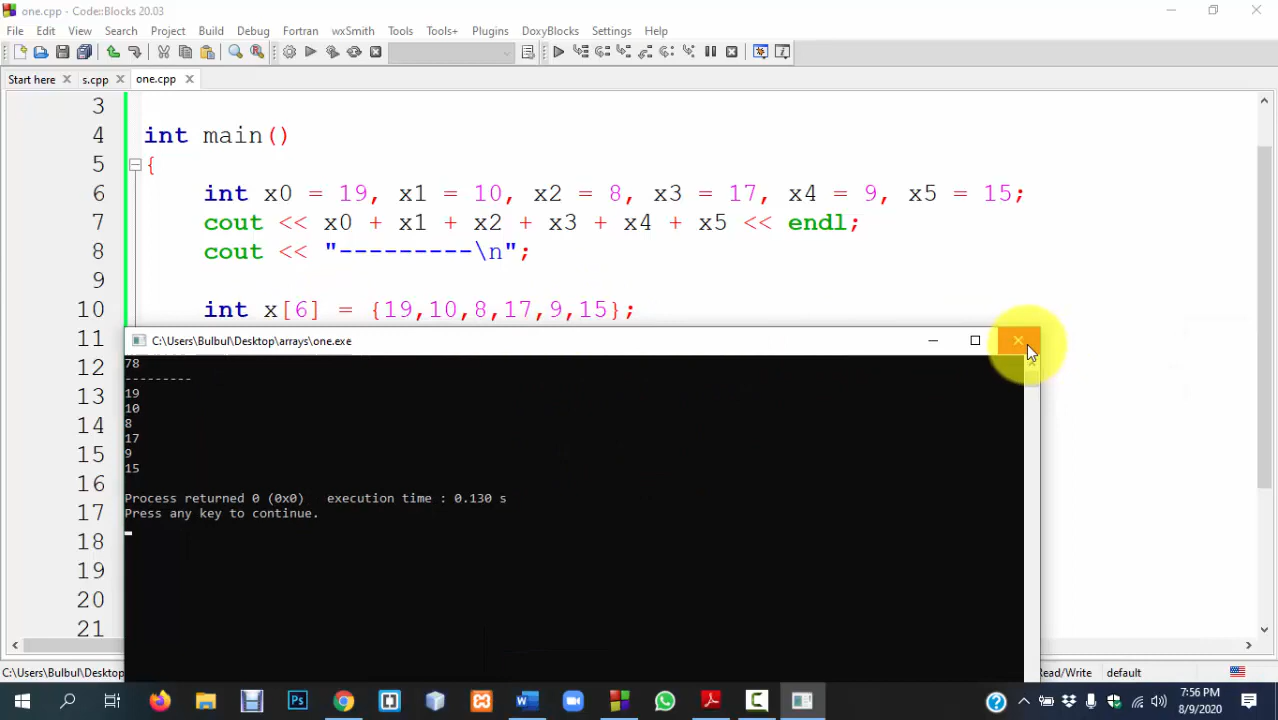 one.cpp - Code::Blocks 20.03
File Edit View Search Project Build Debug Fortran wxSmith Tools Tools+ Plugins DoxyBlocks Settings Help
Start here s.cpp one.cpp
3
4 int main()
5 {
6 int x0 = 19, x1 = 10, x2 = 8, x3 = 17, x4 = 9, x5 = 15;
7 cout << x0 + x1 + x2 + x3 + x4 + x5 << endl;
8 cout << "---------\n";
9
10 int x[6] = {19,10,8,17,9,15};
11
12
13
14
15
16
17
18
19
20
21
C:\Users\Bulbul\Desktop\arrays\one.exe
78
---------
19
10
8
17
9
15
Process returned 0 (0x0) execution time : 0.130 s
Press any key to continue.
C:\Users\Bulbul\Desktop Read/Write default
Ps W 7:56 PM
8/9/2020